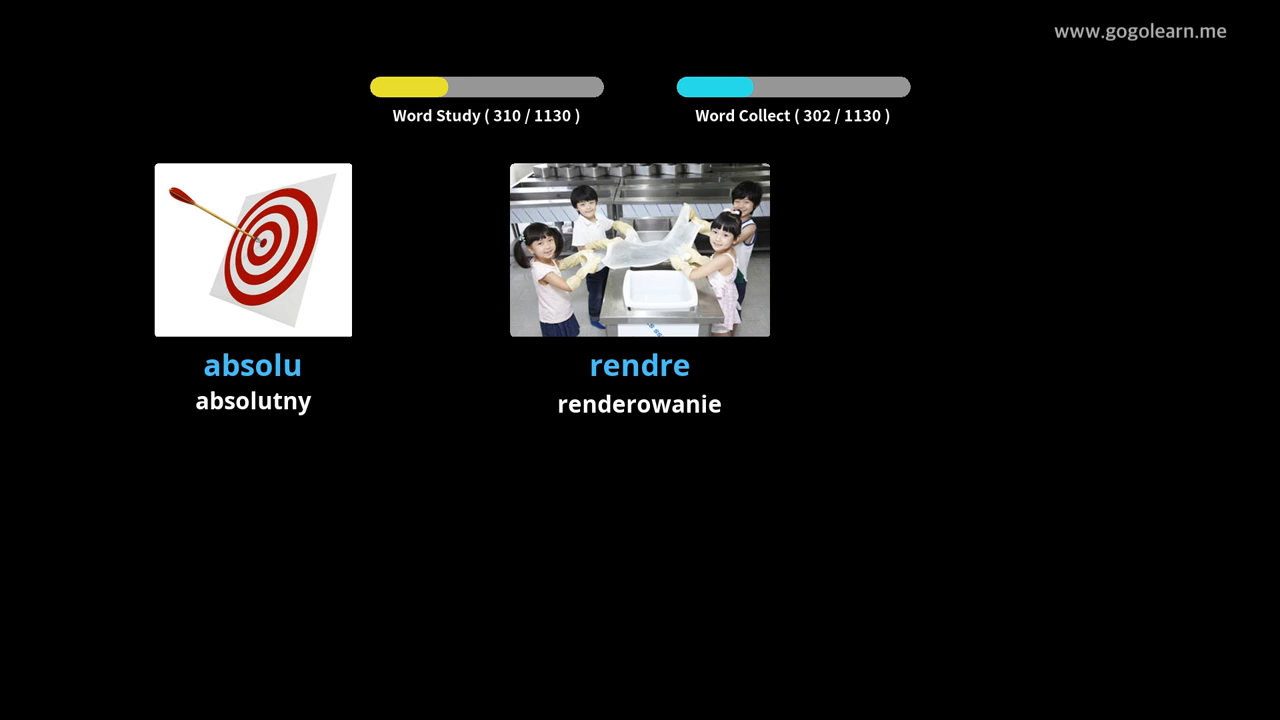 www.gogolearn.me
Word Study ( 310 / 1130 )
Word Collect ( 302 / 1130 )
absolu
absolutny
rendre
renderowanie